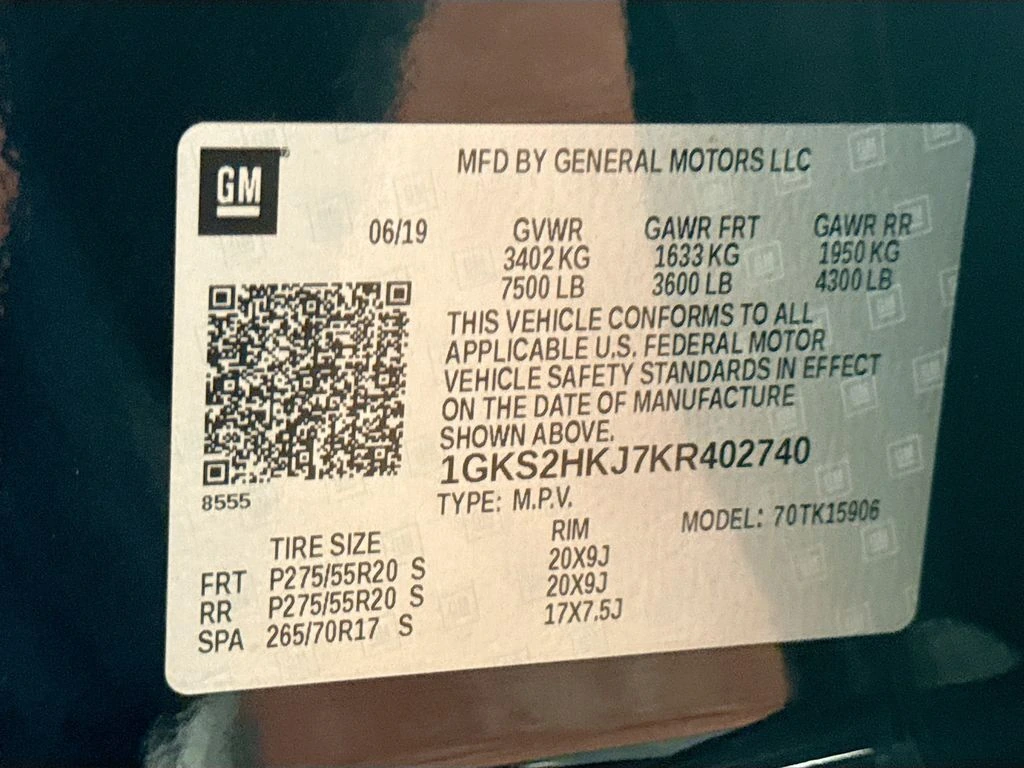 GM
MFD BY GENERAL MOTORS LLC
06/19 GVWR GAWR FRT GAWR RR
3402 KG 1633 KG 1950 KG
7500 LB 3600 LB 4300 LB
THIS VEHICLE CONFORMS TO ALL
APPLICABLE U.S. FEDERAL MOTOR
VEHICLE SAFETY STANDARDS IN EFFECT
ON THE DATE OF MANUFACTURE
SHOWN ABOVE.
1GKS2HKJ7KR402740
8555
TYPE: M.P.V. MODEL: 70TK15906
TIRE SIZE RIM
FRT P275/55R20 S 20X9J
RR P275/55R20 S 20X9J
SPA 265/70R17 S 17X7.5J